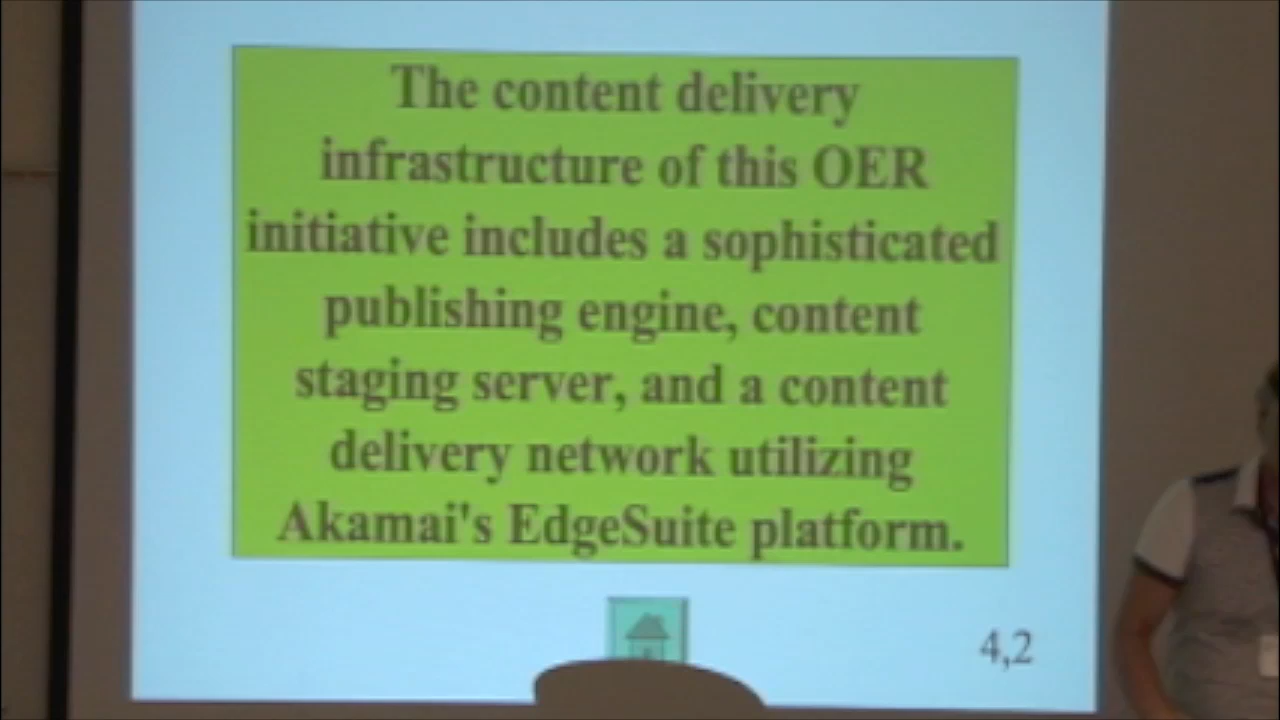 The content delivery
infrastructure of this OER
initiative includes a sophisticated
publishing engine, content
staging server, and a content
delivery network utilizing
Akamai's EdgeSuite platform.
4,2